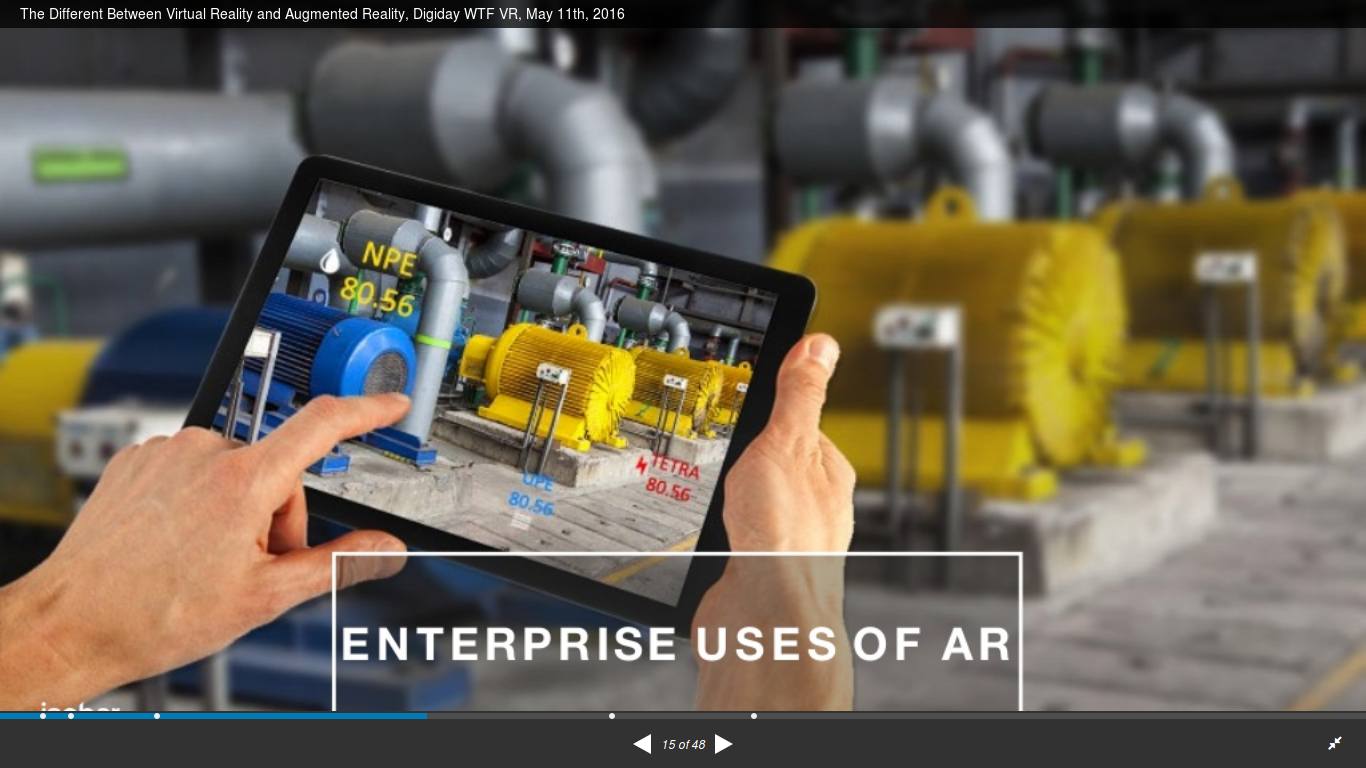 The Different Between Virtual Reality and Augmented Reality, Digiday WTF VR, May 11th, 2016
NPE
80.56
TETRA
80.56
UPE
80.56
ENTERPRISE USES OF AR
15 of 48